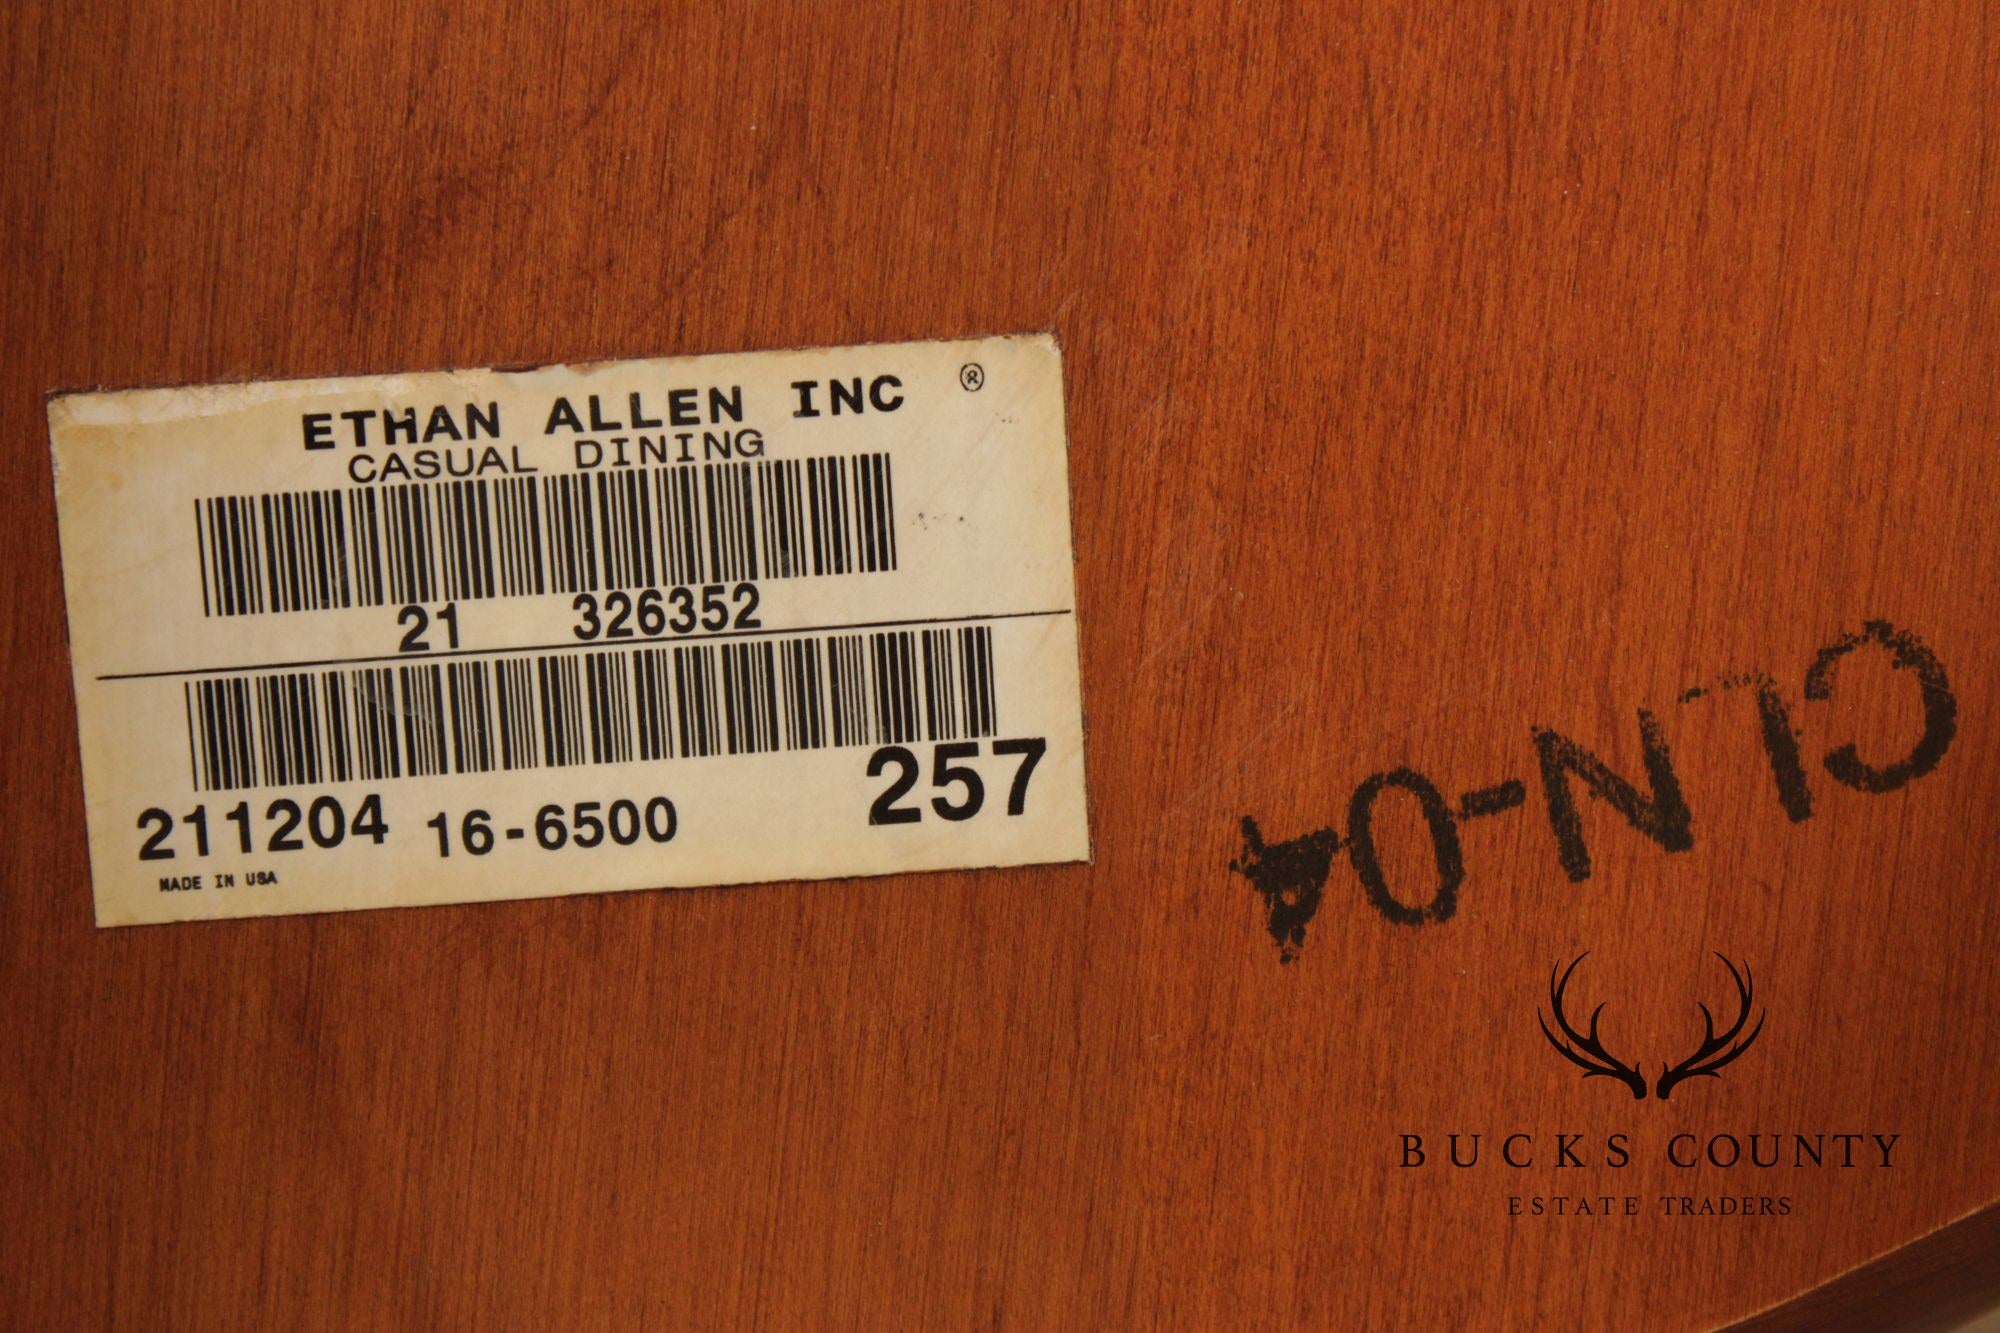 ETHAN ALLEN INC ®
CASUAL DINING
21 326352
257
211204 16-6500
MADE IN USA
CLN-04
BUCKS COUNTY
ESTATE TRADERS